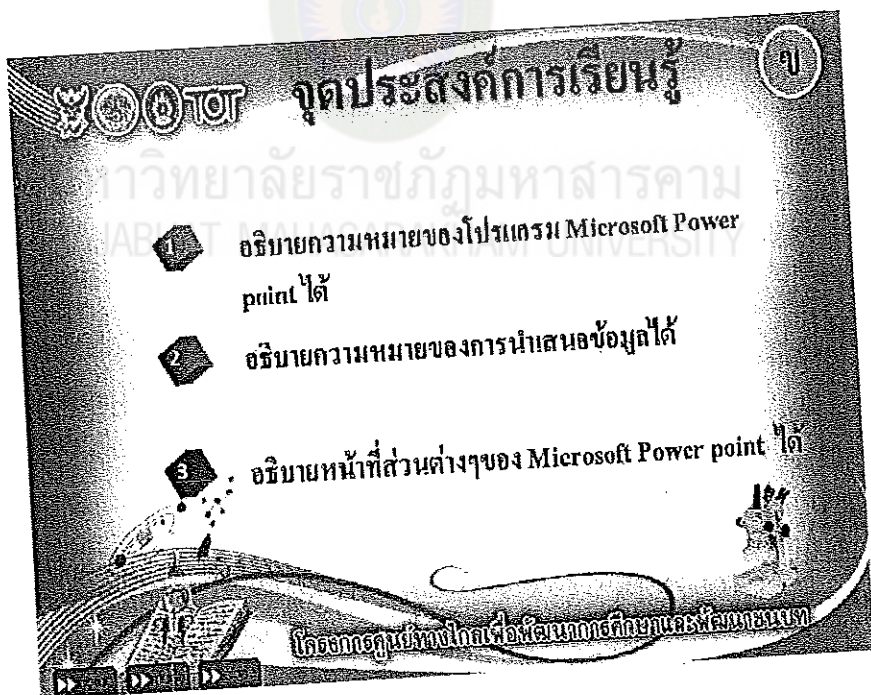 จุดประสงค์การเรียนรู้
ข
TOT
มหาวิทยาลัยราชภัฏมหาสารคาม
RAJABHAT MAHASARAKHAM UNIVERSITY
1 อธิบายความหมายของโปรแกรม Microsoft Power
point ได้
2 อธิบายความหมายของการนำเสนอข้อมูลได้
3 อธิบายหน้าที่ส่วนต่างๆของ Microsoft Power point ได้
โครงการศูนย์ทางไกลเพื่อพัฒนาการศึกษาและพัฒนาชนบท